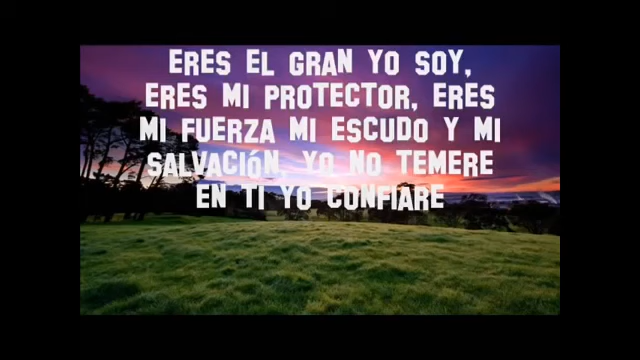 ERES EL GRAN YO SOY,
ERES MI PROTECTOR, ERES
MI FUERZA MI ESCUDO Y MI
SALVACIÓN, YO NO TEMERE
EN TI YO CONFIARE